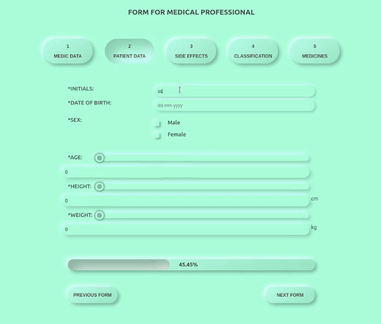 FORM FOR MEDICAL PROFESSIONAL
1
MEDIC DATA
2
PATIENT DATA
3
SIDE EFFECTS
4
CLASSIFICATION
5
MEDICINES
*INITIALS:
*DATE OF BIRTH:
dd-mm-yyyy
*SEX:
Male
Female
*AGE:
0
*HEIGHT:
0
cm
*WEIGHT:
0
kg
45.45%
PREVIOUS FORM
NEXT FORM